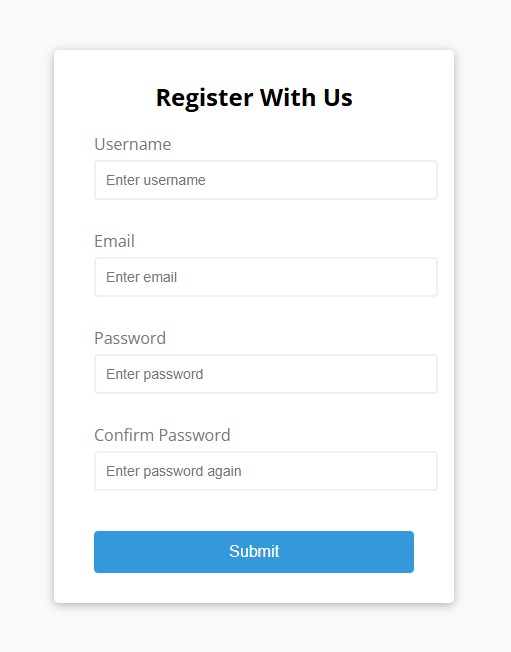 Register With Us
Username
Enter username
Email
Enter email
Password
Enter password
Confirm Password
Enter password again
Submit